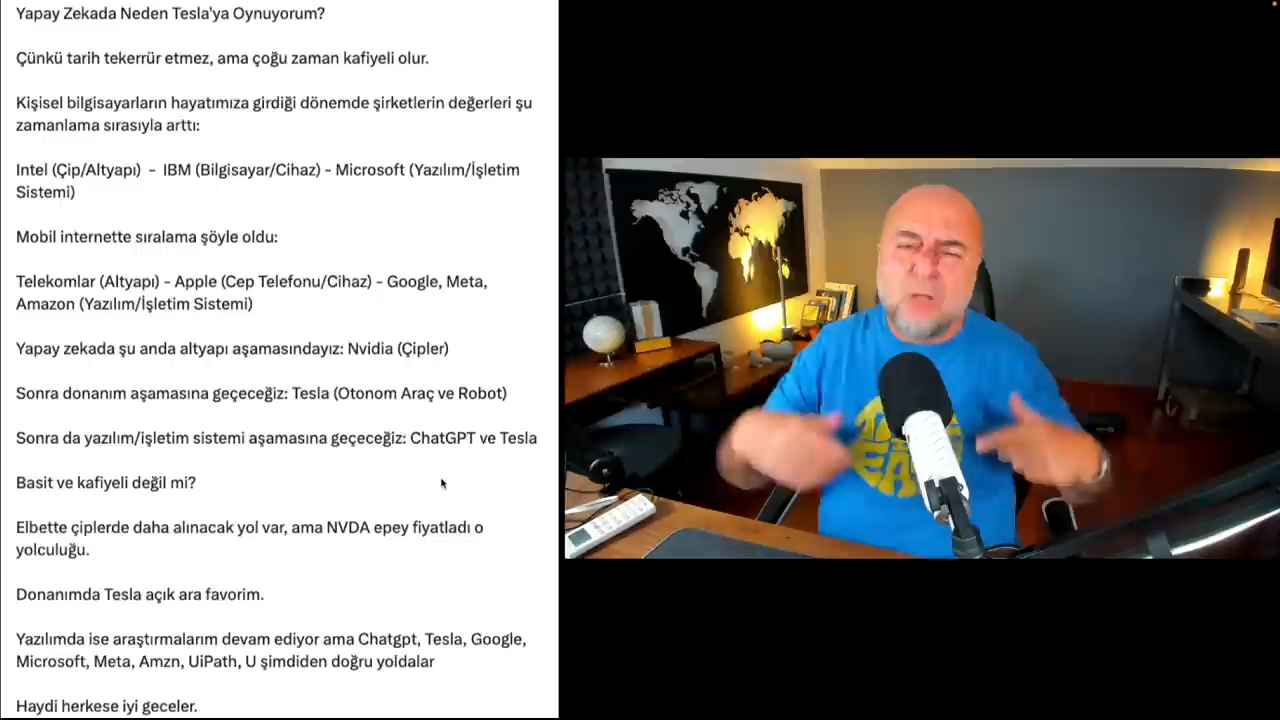 Yapay Zekada Neden Tesla'ya Oynuyorum?
Çünkü tarih tekerrür etmez, ama çoğu zaman kafiyeli olur.
Kişisel bilgisayarların hayatımıza girdiği dönemde şirketlerin değerleri şu
zamanlama sırasıyla arttı:
Intel (Çip/Altyapı) - IBM (Bilgisayar/Cihaz) - Microsoft (Yazılım/İşletim
Sistemi)
Mobil internette sıralama şöyle oldu:
Telekomlar (Altyapı) - Apple (Cep Telefonu/Cihaz) - Google, Meta,
Amazon (Yazılım/İşletim Sistemi)
Yapay zekada şu anda altyapı aşamasındayız: Nvidia (Çipler)
Sonra donanım aşamasına geçeceğiz: Tesla (Otonom Araç ve Robot)
Sonra da yazılım/işletim sistemi aşamasına geçeceğiz: ChatGPT ve Tesla
Basit ve kafiyeli değil mi?
Elbette çiplerde daha alınacak yol var, ama NVDA epey fiyatladı o
yolculuğu.
Donanımda Tesla açık ara favorim.
Yazılımda ise araştırmalarım devam ediyor ama Chatgpt, Tesla, Google,
Microsoft, Meta, Amzn, UiPath, U şimdiden doğru yoldalar
Haydi herkese iyi geceler.